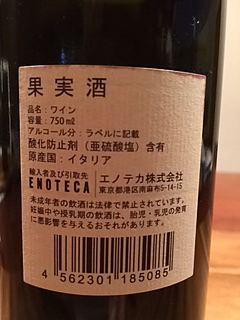 果実酒
品名：ワイン
容量：750㎖
アルコール分：ラベルに記載
酸化防止剤（亜硫酸塩）含有
原産国：イタリア
輸入者及び引取先
ENOTECA エノテカ株式会社
東京都港区南麻布5-14-15
未成年者の飲酒は法律で禁止されています。
妊娠中や授乳期の飲酒は、胎児・乳児の発育
に悪影響を与えるおそれがあります。
4 562301 185085